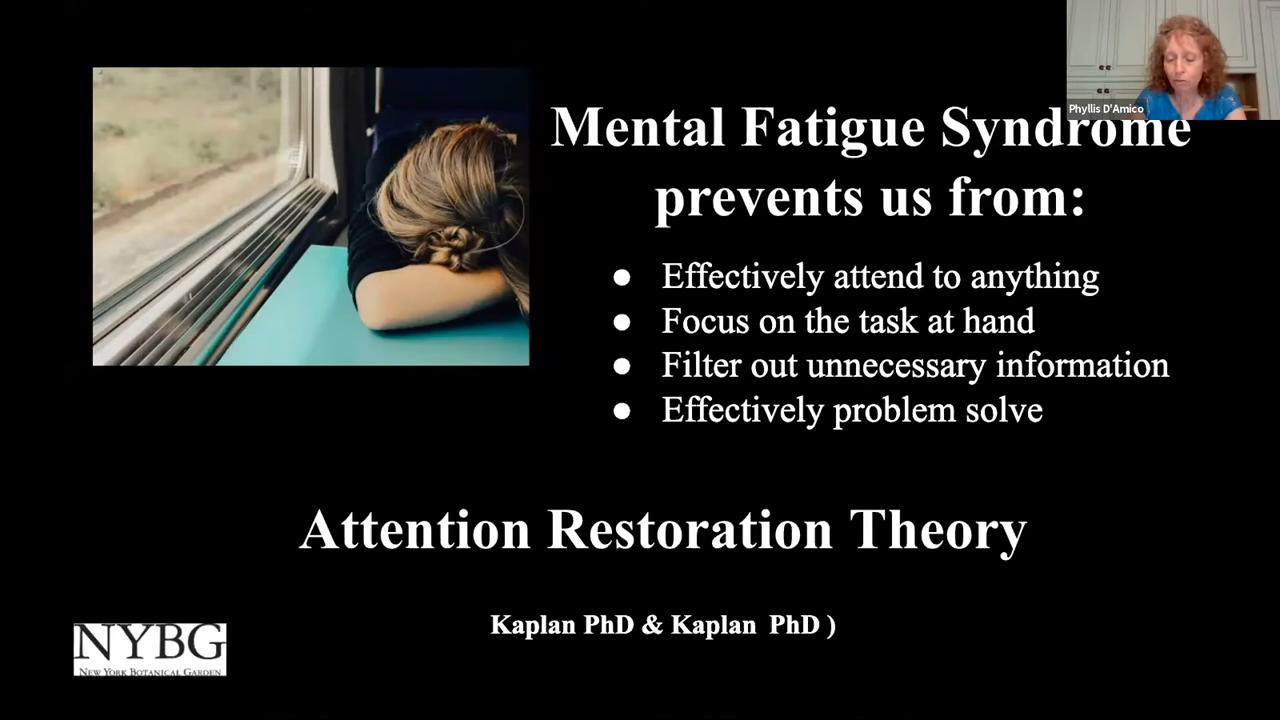 Phyllis D'Amico
Mental Fatigue Syndrome
prevents us from:
● Effectively attend to anything
● Focus on the task at hand
● Filter out unnecessary information
● Effectively problem solve
Attention Restoration Theory
Kaplan PhD & Kaplan PhD )
NYBG
NEW YORK BOTANICAL GARDEN